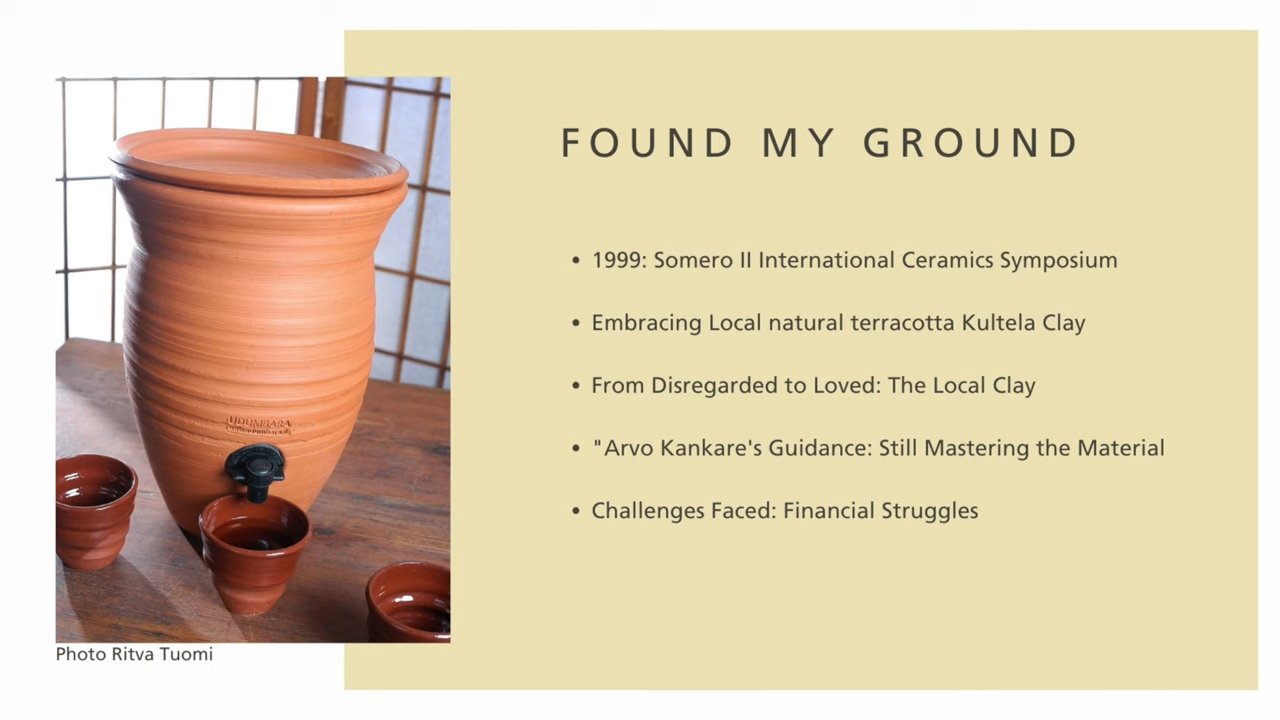 FOUND MY GROUND
• 1999: Somero II International Ceramics Symposium
• Embracing Local natural terracotta Kultela Clay
• From Disregarded to Loved: The Local Clay
• "Arvo Kankare's Guidance: Still Mastering the Material
• Challenges Faced: Financial Struggles
UDUMBARA
Photo Ritva Tuomi